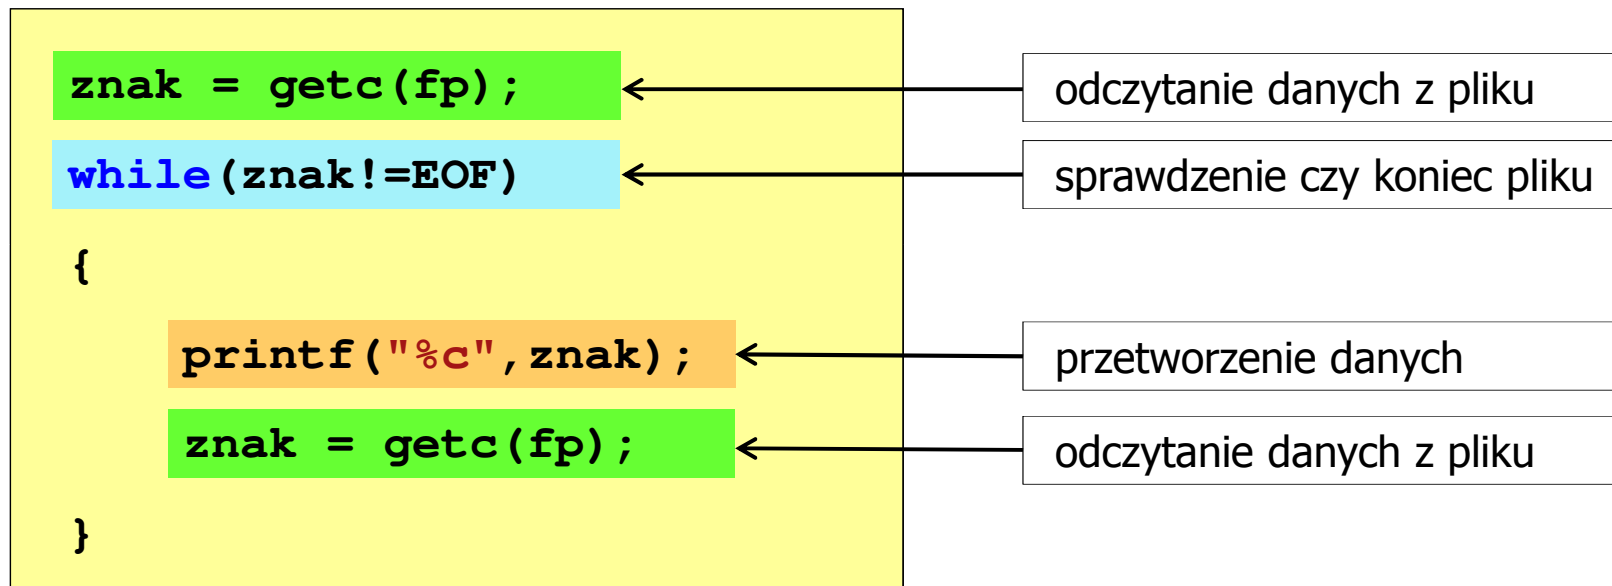 znak = getc(fp);
odczytanie danych z pliku
while(znak!=EOF)
sprawdzenie czy koniec pliku
{
printf("%c",znak);
przetworzenie danych
znak = getc(fp);
odczytanie danych z pliku
}